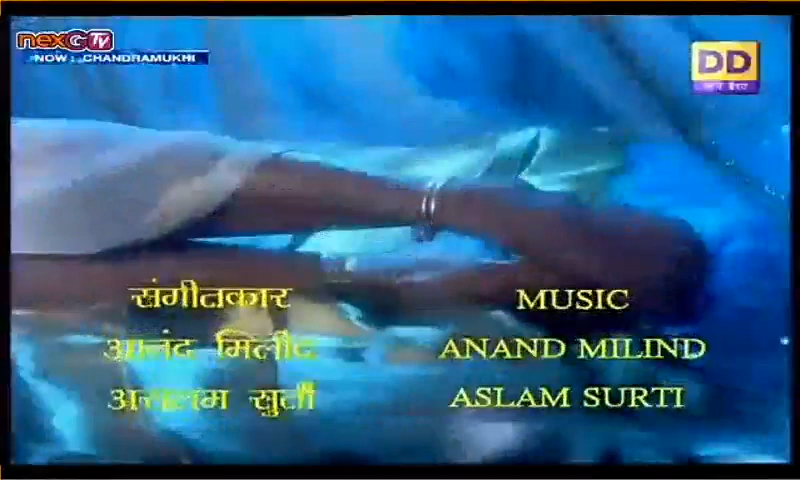 nexGTv
NOW : CHANDRAMUKHI
DD
संगीतकार
MUSIC
आनंद मिलींद
ANAND MILIND
असलम सुर्ती
ASLAM SURTI